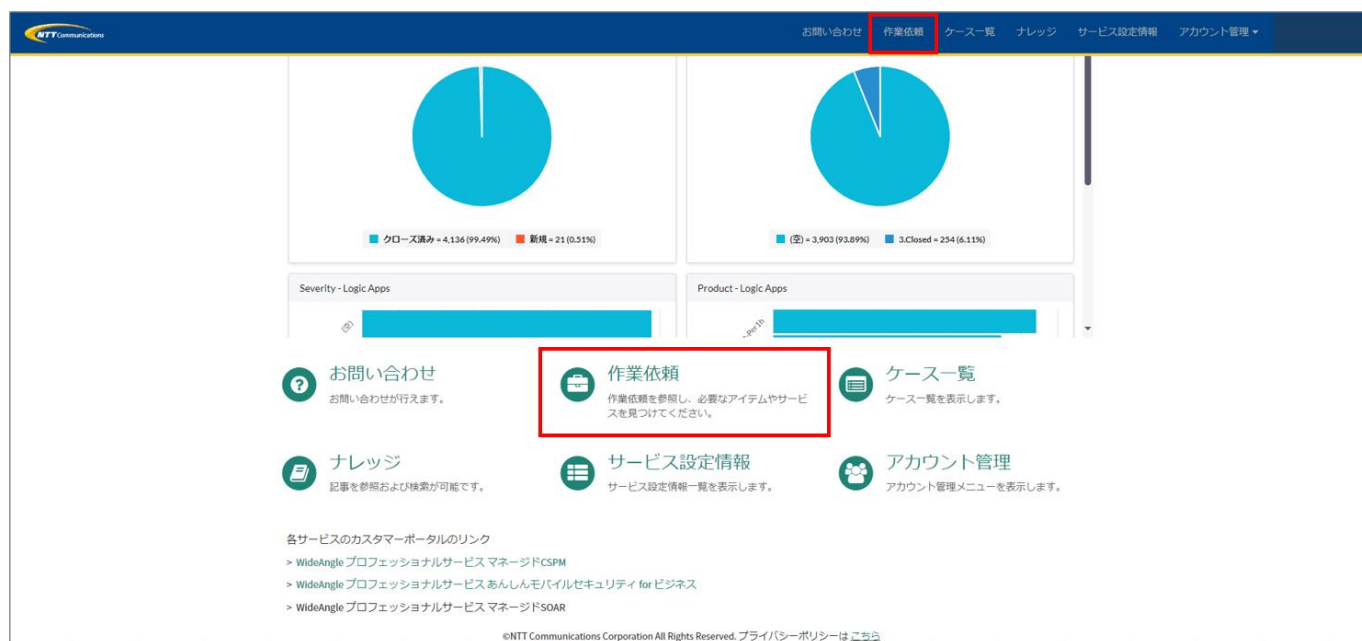 NTT Communications
お問い合わせ 作業依頼 ケース一覧 ナレッジ サービス設定情報 アカウント管理
クローズ済み = 4,136 (99.49%) 新規 = 21 (0.51%)
(空) = 3,903 (93.89%) 3.Closed = 254 (6.11%)
Severity - Logic Apps
(空)
Product - Logic Apps
-Per 1h
お問い合わせ
お問い合わせが行えます。
作業依頼
作業依頼を参照し、必要なアイテムやサービ
スを見つけてください。
ケース一覧
ケース一覧を表示します。
ナレッジ
記事を参照および検索が可能です。
サービス設定情報
サービス設定情報一覧を表示します。
アカウント管理
アカウント管理メニューを表示します。
各サービスのカスタマーポータルのリンク
> WideAngle プロフェッショナルサービス マネージドCSPM
> WideAngle プロフェッショナルサービス あんしんモバイルセキュリティ for ビジネス
> WideAngle プロフェッショナルサービス マネージドSOAR
©NTT Communications Corporation All Rights Reserved. プライバシーポリシーは こちら